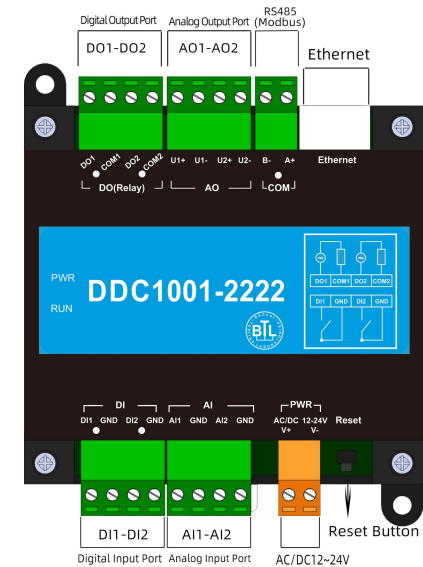 Digital Output Port
Analog Output Port
RS485
(Modbus)
DO1-DO2
AO1-AO2
Ethernet
DO1 COM1 DO2 COM2
U1+ U1- U2+ U2-
B- A+
Ethernet
DO(Relay)
AO
COM
PWR
RUN
DDC1001-2222
BTL
DO1 COM1 DO2 COM2
DI1 GND DI2 GND
DI
AI
PWR
DI1 GND DI2 GND
AI1 GND AI2 GND
AC/DC 12-24V
V+ V-
Reset
DI1-DI2
AI1-AI2
Reset Button
Digital Input Port
Analog Input Port
AC/DC12~24V